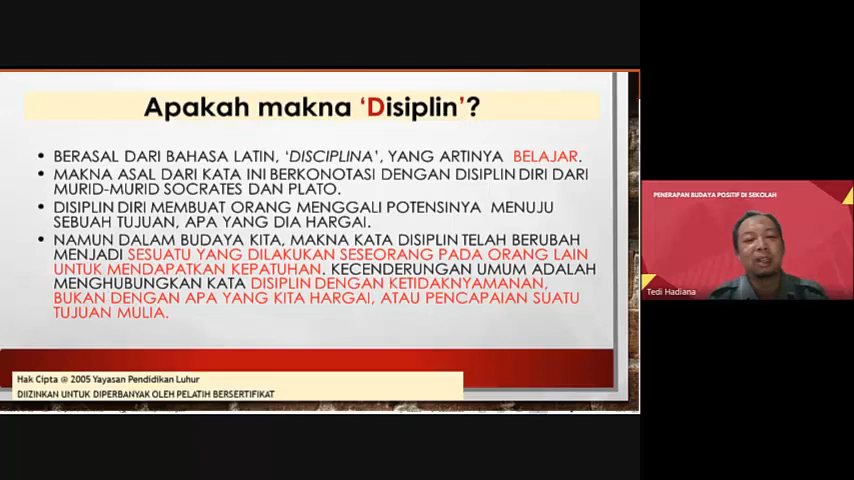 Apakah makna 'Disiplin'?
• BERASAL DARI BAHASA LATIN, 'DISCIPLINA', YANG ARTINYA BELAJAR.
• MAKNA ASAL DARI KATA INI BERKONOTASI DENGAN DISIPLIN DIRI DARI
MURID-MURID SOCRATES DAN PLATO.
• DISIPLIN DIRI MEMBUAT ORANG MENGGALI POTENSINYA MENUJU
SEBUAH TUJUAN, APA YANG DIA HARGAI.
• NAMUN DALAM BUDAYA KITA, MAKNA KATA DISIPLIN TELAH BERUBAH
MENJADI SESUATU YANG DILAKUKAN SESEORANG PADA ORANG LAIN
UNTUK MENDAPATKAN KEPATUHAN. KECENDERUNGAN UMUM ADALAH
MENGHUBUNGKAN KATA DISIPLIN DENGAN KETIDAKNYAMANAN,
BUKAN DENGAN APA YANG KITA HARGAI, ATAU PENCAPAIAN SUATU
TUJUAN MULIA.
Hak Cipta @ 2005 Yayasan Pendidikan Luhur
DIIZINKAN UNTUK DIPERBANYAK OLEH PELATIH BERSERTIFIKAT
PENERAPAN BUDAYA POSITIF DI SEKOLAH
Tedi Hadiana